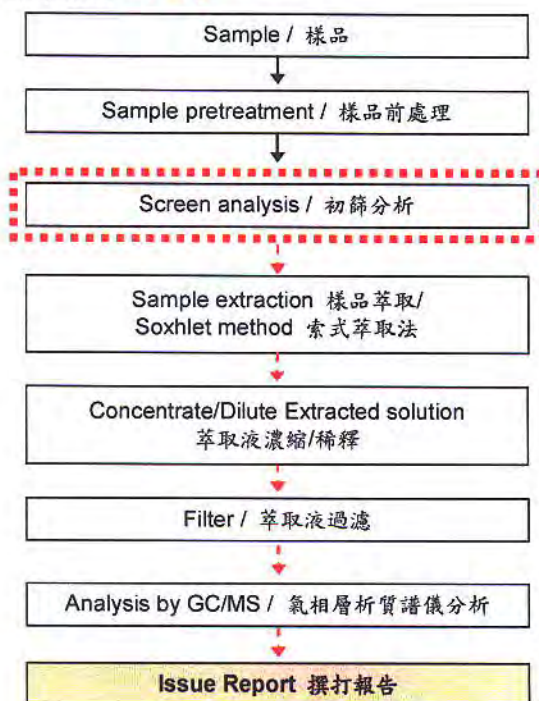 Sample / 樣品
Sample pretreatment / 樣品前處理
Screen analysis / 初篩分析
Sample extraction 樣品萃取/
Soxhlet method 索式萃取法
Concentrate/Dilute Extracted solution
萃取液濃縮/稀釋
Filter / 萃取液過濾
Analysis by GC/MS / 氣相層析質譜儀分析
Issue Report 撰打報告